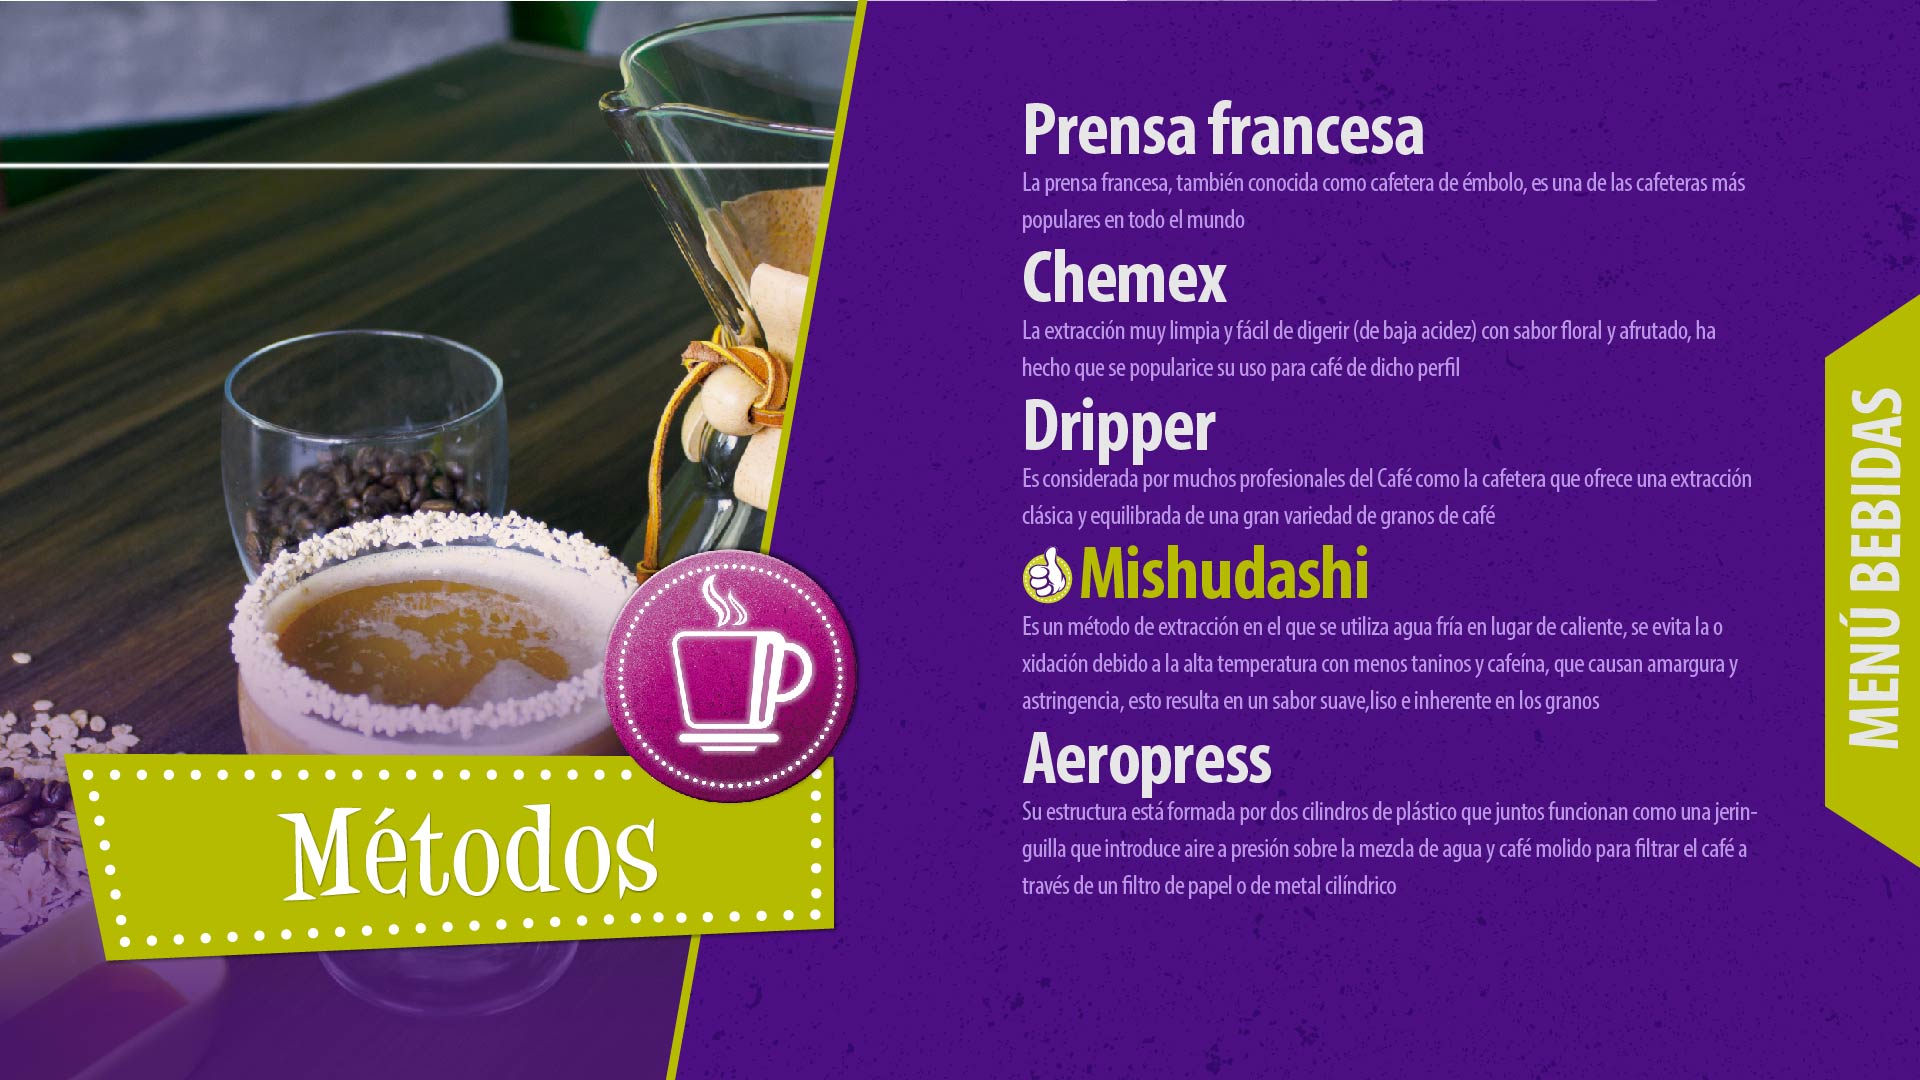 Prensa francesa
La prensa francesa, también conocida como cafetera de émbolo, es una de las cafeteras más
populares en todo el mundo
Chemex
La extracción muy limpia y fácil de digerir (de baja acidez) con sabor floral y afrutado, ha
hecho que se popularice su uso para café de dicho perfil
Dripper
Es considerada por muchos profesionales del Café como la cafetera que ofrece una extracción
clásica y equilibrada de una gran variedad de granos de café
Mishudashi
Es un método de extracción en el que se utiliza agua fría en lugar de caliente, se evita la o
xidación debido a la alta temperatura con menos taninos y cafeína, que causan amargura y
astringencia, esto resulta en un sabor suave,liso e inherente en los granos
Aeropress
Su estructura está formada por dos cilindros de plástico que juntos funcionan como una jerin-
guilla que introduce aire a presión sobre la mezcla de agua y café molido para filtrar el café a
través de un filtro de papel o de metal cilíndrico
Métodos
MENÚ BEBIDAS